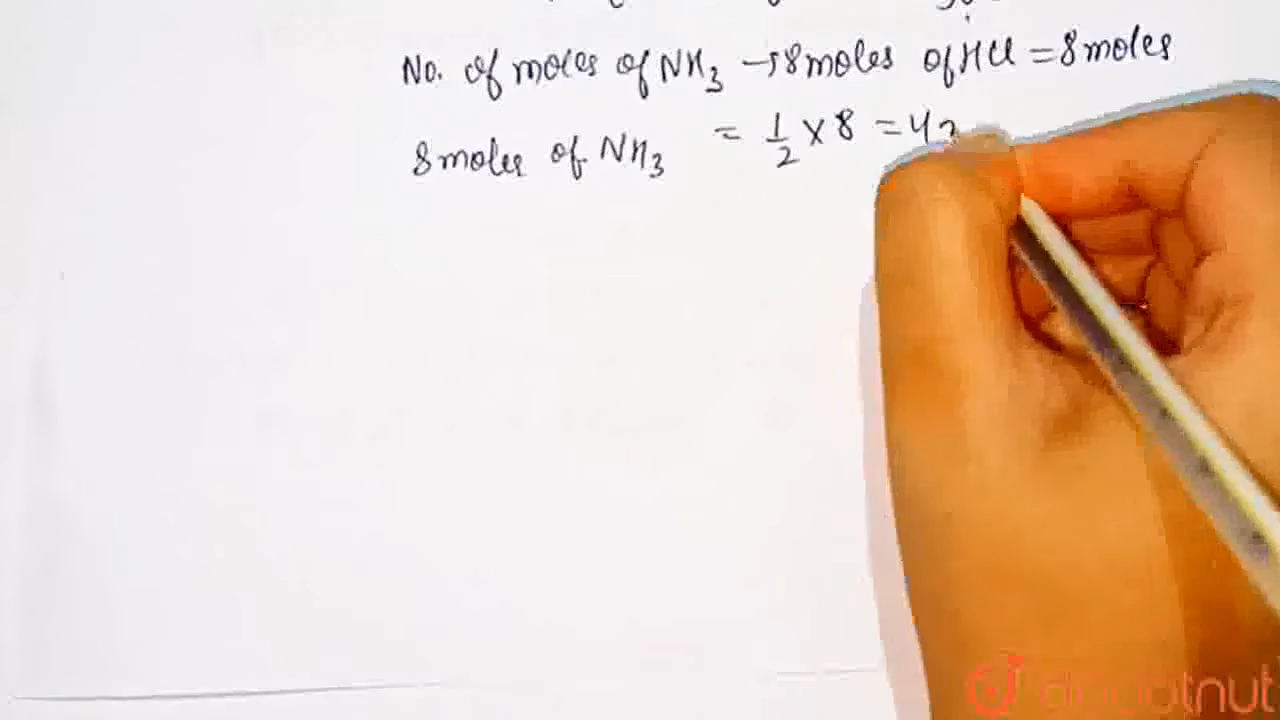 No. of moles of NH3 → 8 moles of HCl = 8 moles
8 moles of NH3 = 1/2 × 8 = 4
doubtnut